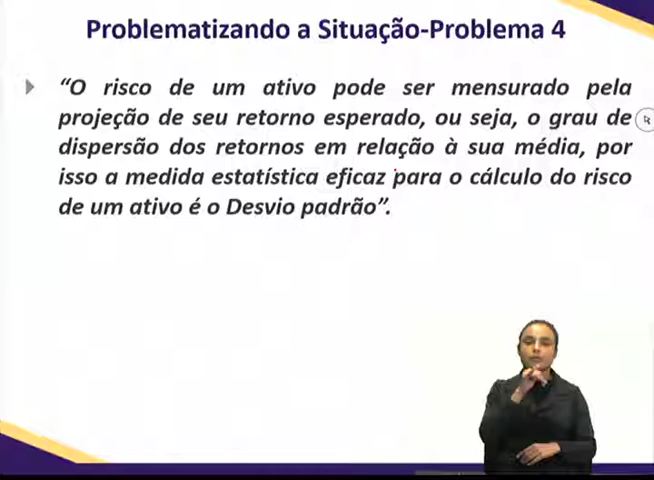 Problematizando a Situação-Problema 4
“O risco de um ativo pode ser mensurado pela
projeção de seu retorno esperado, ou seja, o grau de
dispersão dos retornos em relação à sua média, por
isso a medida estatística eficaz para o cálculo do risco
de um ativo é o Desvio padrão”.